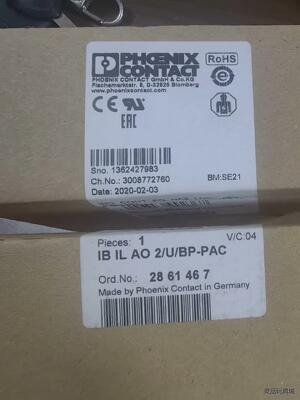 PHOENIX
CONTACT
RoHS
PHOENIX CONTACT GmbH & Co.KG
Flachsmarktstr. 8, D-32825 Blomberg
www.phoenixcontact.com
e
CE
EAC
Sno. 1362427983
Ch.No.: 3008772760
BM:SE21
Date: 2020-02-03
Pieces: 1
V/C:04
IB IL AO 2/U/BP-PAC
Ord.No.: 28 61 46 7
Made by Phoenix Contact in Germany